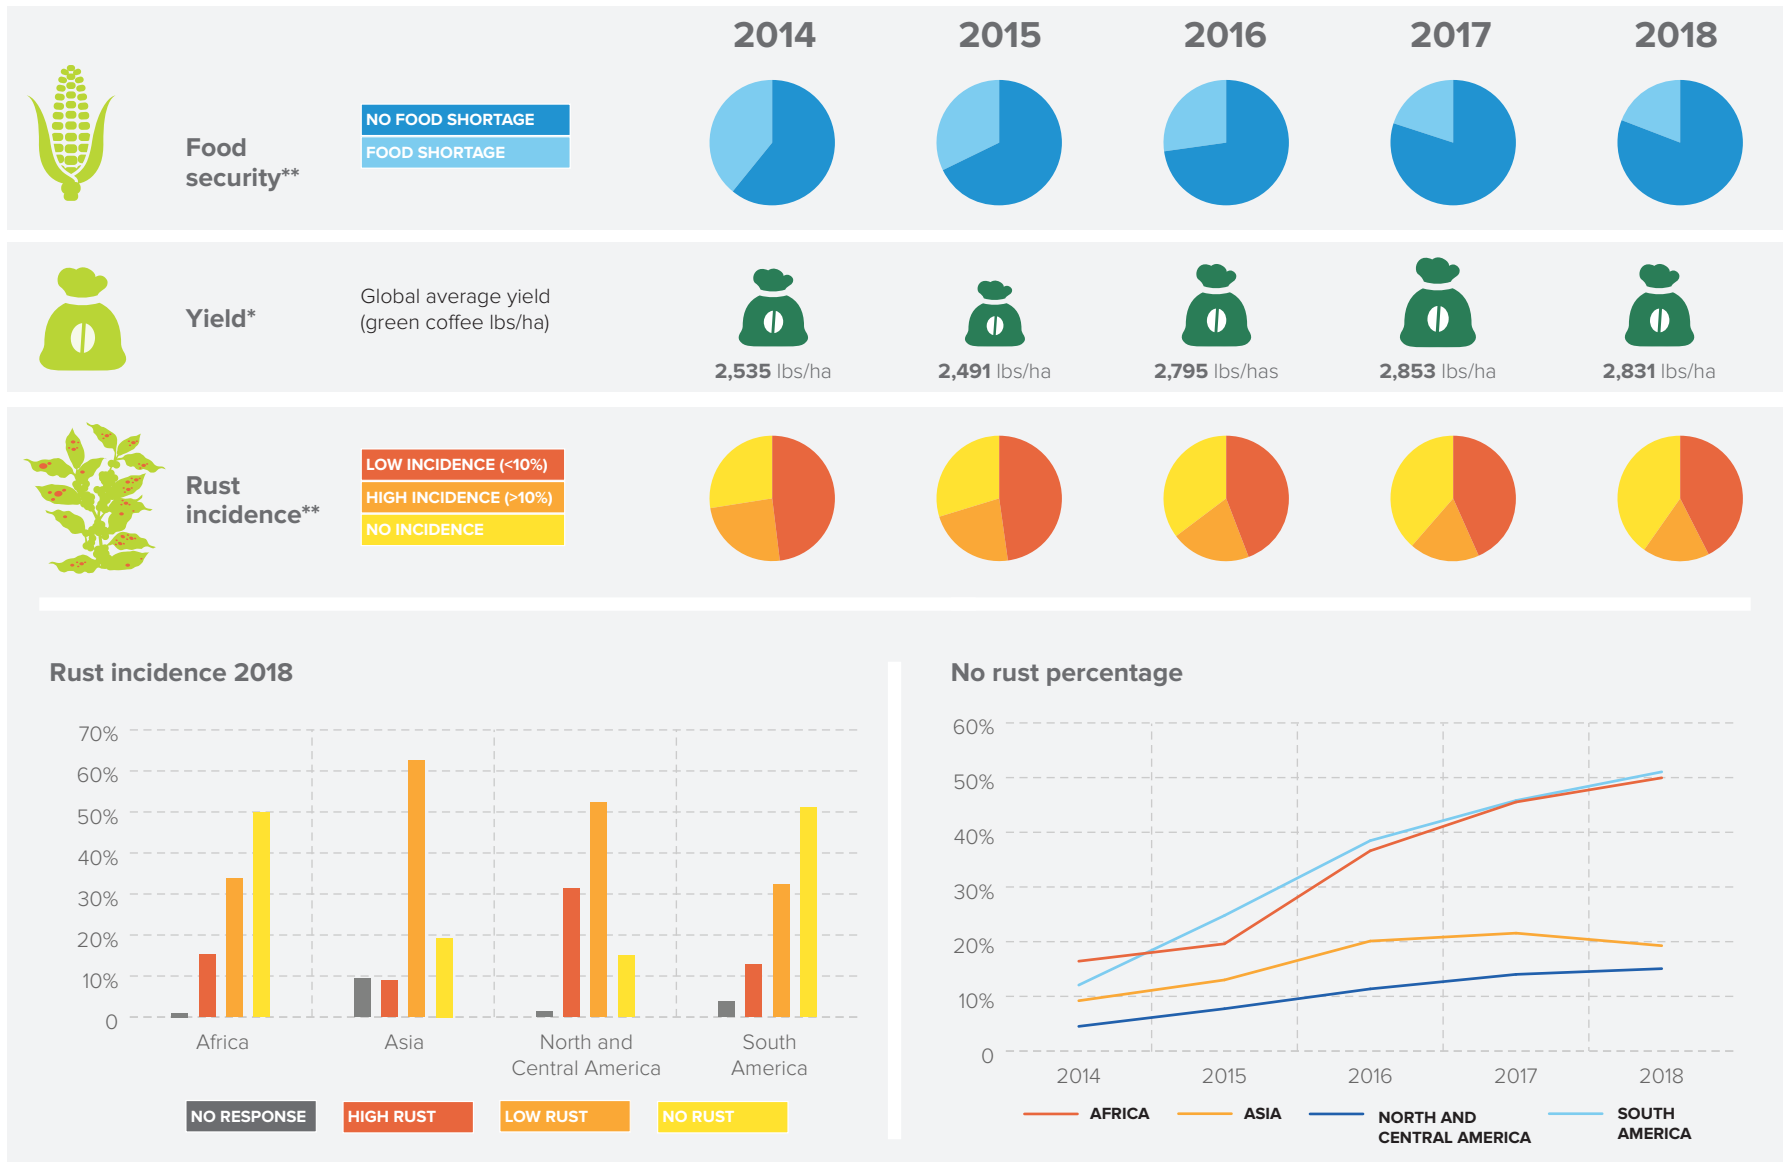 2014 2015 2016 2017 2018
Food
security**
NO FOOD SHORTAGE
FOOD SHORTAGE
Yield*
Global average yield
(green coffee lbs/ha)
2,535 lbs/ha 2,491 lbs/ha 2,795 lbs/has 2,853 lbs/ha 2,831 lbs/ha
Rust
incidence**
LOW INCIDENCE (<10%)
HIGH INCIDENCE (>10%)
NO INCIDENCE
Rust incidence 2018
70%
60%
50%
40%
30%
20%
10%
0
Africa
Asia
North and
Central America
South
America
NO RESPONSE
HIGH RUST
LOW RUST
NO RUST
No rust percentage
60%
50%
40%
30%
20%
10%
0
2014 2015 2016 2017 2018
AFRICA
ASIA
NORTH AND
CENTRAL AMERICA
SOUTH
AMERICA